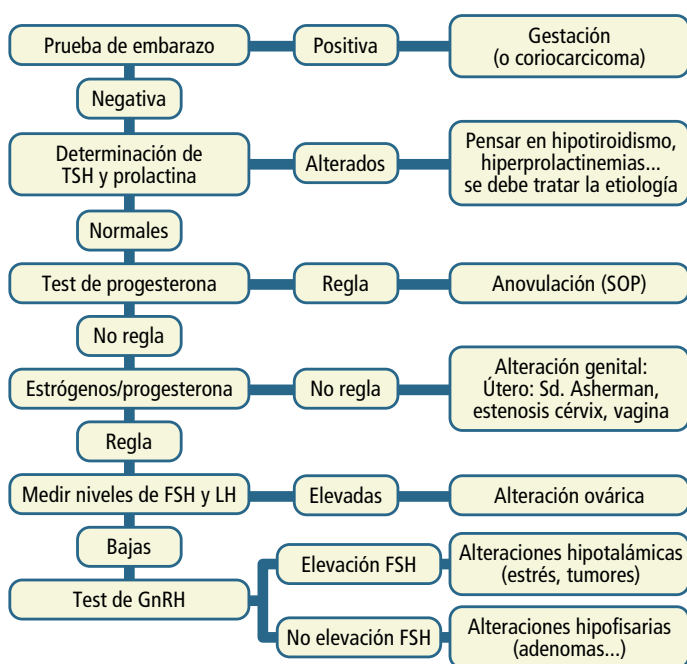 Prueba de embarazo
Positiva
Gestación
(o coriocarcicoma)
Negativa
Determinación de
TSH y prolactina
Alterados
Pensar en hipotiroidismo,
hiperprolactinemias...
se debe tratar la etiología
Normales
Test de progesterona
Regla
Anovulación (SOP)
No regla
Estrógenos/progesterona
No regla
Alteración genital:
Útero: Sd. Asherman,
estenosis cérvix, vagina
Regla
Medir niveles de FSH y LH
Elevadas
Alteración ovárica
Bajas
Test de GnRH
Elevación FSH
Alteraciones hipotalámicas
(estrés, tumores)
No elevación FSH
Alteraciones hipofisarias
(adenomas...)